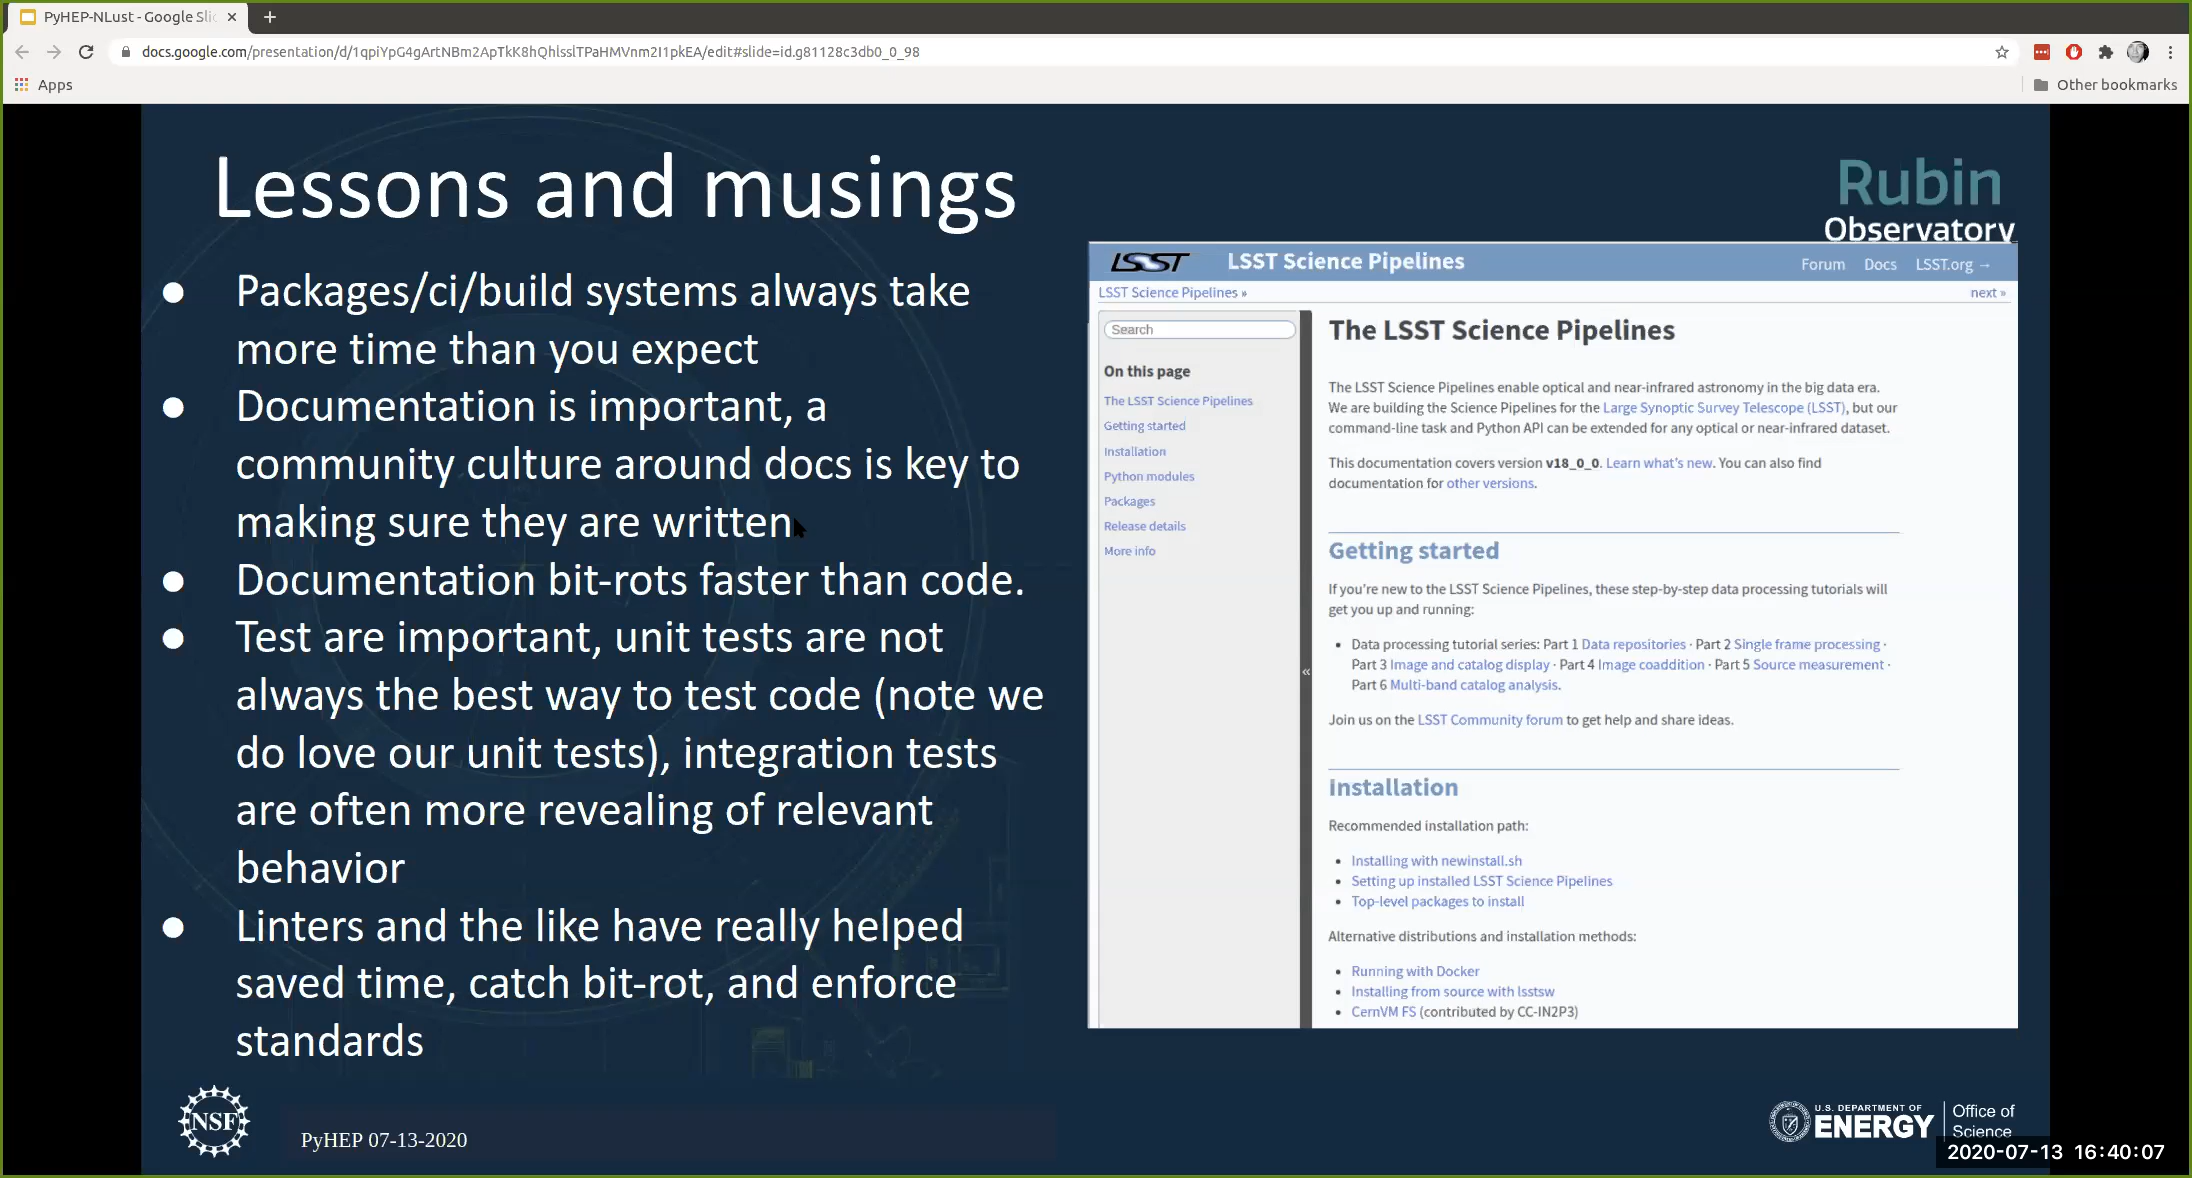 PyHEP-NLust - Google Slic
docs.google.com/presentation/d/1qpiYpG4gArtNBm2ApTkK8hQhlsslTPaHMVnm2I1pkEA/edit#slide=id.g81128c3db0_0_98
Apps
Other bookmarks
Lessons and musings
Rubin
Observatory
Packages/ci/build systems always take
more time than you expect
Documentation is important, a
community culture around docs is key to
making sure they are written
Documentation bit-rots faster than code.
Test are important, unit tests are not
always the best way to test code (note we
do love our unit tests), integration tests
are often more revealing of relevant
behavior
Linters and the like have really helped
saved time, catch bit-rot, and enforce
standards
LSST
LSST Science Pipelines
Forum Docs LSST.org →
LSST Science Pipelines »
next »
Search
On this page
The LSST Science Pipelines
Getting started
Installation
Python modules
Packages
Release details
More info
«
The LSST Science Pipelines
The LSST Science Pipelines enable optical and near-infrared astronomy in the big data era.
We are building the Science Pipelines for the Large Synoptic Survey Telescope (LSST), but our
command-line task and Python API can be extended for any optical or near-infrared dataset.
This documentation covers version v18_0_0. Learn what's new. You can also find
documentation for other versions.
Getting started
If you're new to the LSST Science Pipelines, these step-by-step data processing tutorials will
get you up and running:
• Data processing tutorial series: Part 1 Data repositories · Part 2 Single frame processing ·
Part 3 Image and catalog display · Part 4 Image coaddition · Part 5 Source measurement ·
Part 6 Multi-band catalog analysis.
Join us on the LSST Community forum to get help and share ideas.
Installation
Recommended installation path:
• Installing with newinstall.sh
• Setting up installed LSST Science Pipelines
• Top-level packages to install
Alternative distributions and installation methods:
• Running with Docker
• Installing from source with lsstsw
• CernVM FS (contributed by CC-IN2P3)
NSF
PyHEP 07-13-2020
U.S. DEPARTMENT OF
ENERGY
Office of
Science
2020-07-13 16:40:07